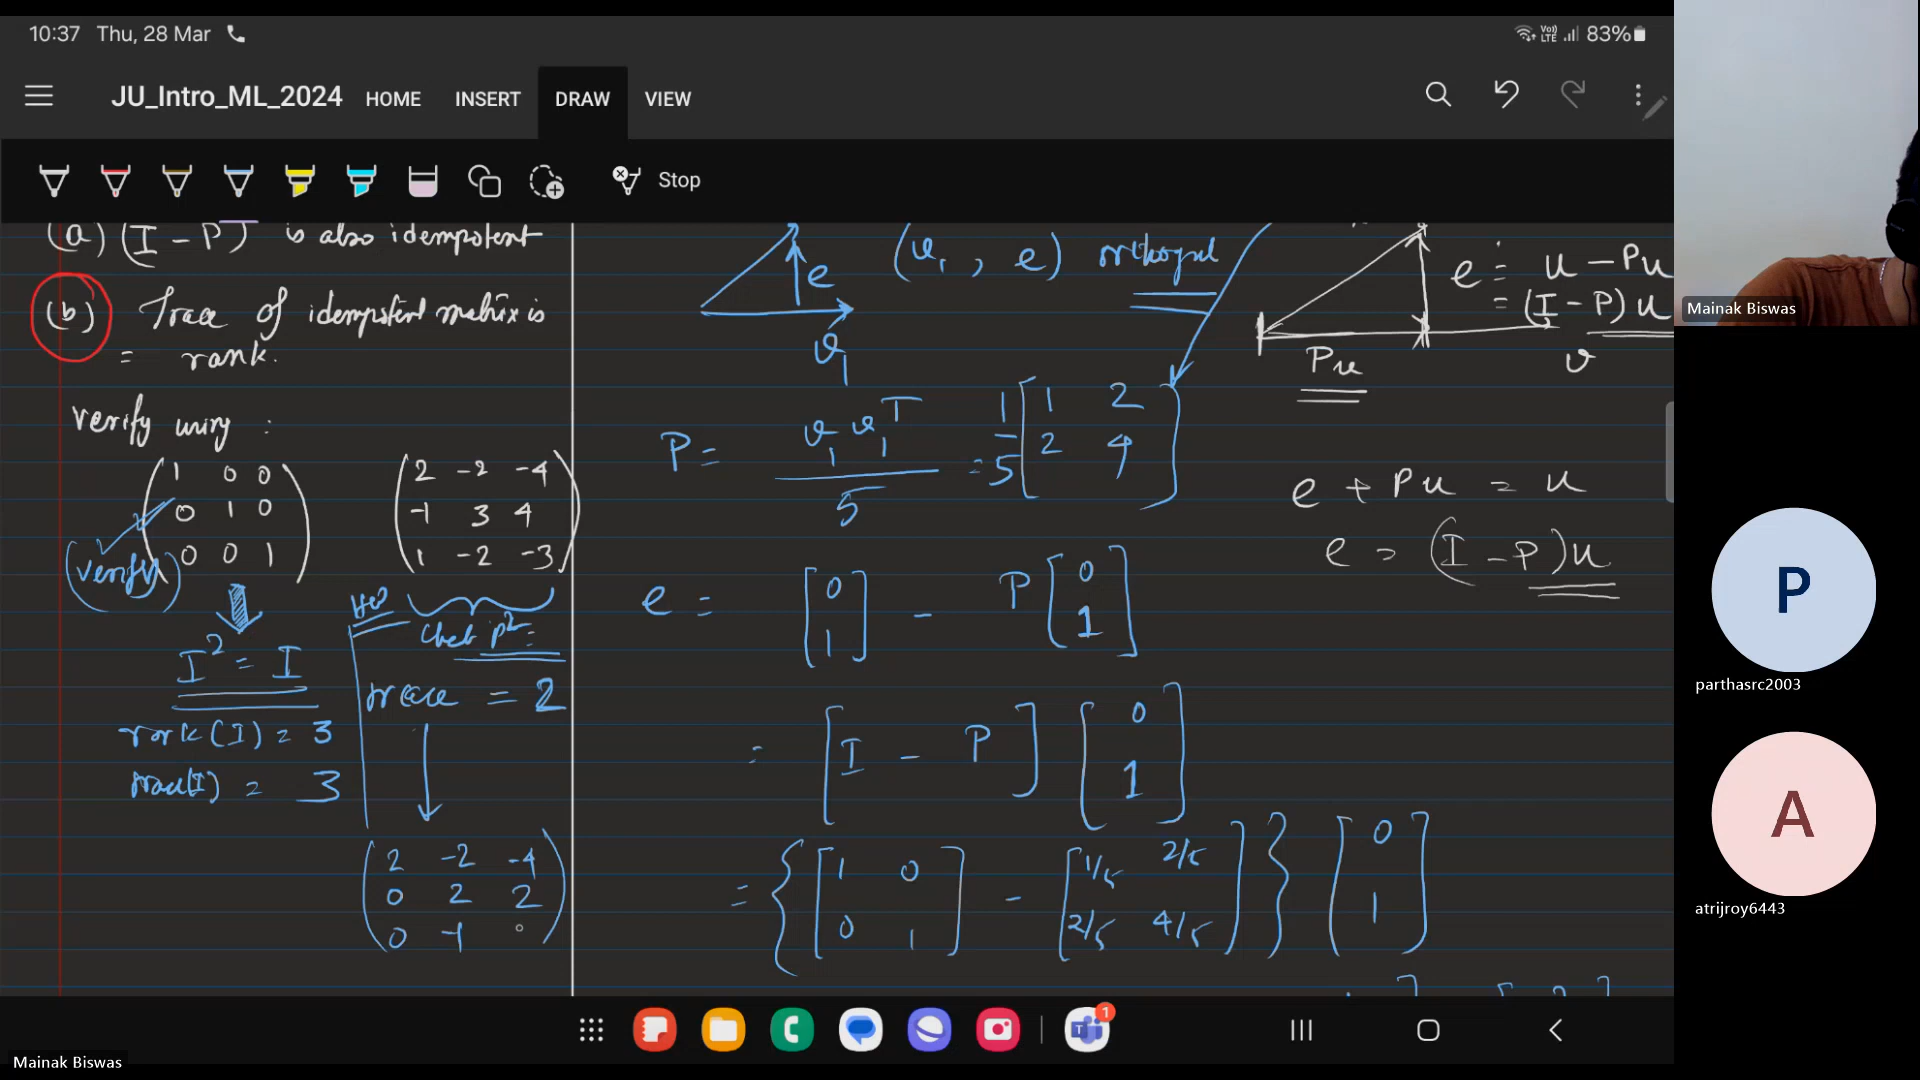 10:37 Thu, 28 Mar
83%
JU_Intro_ML_2024 HOME INSERT DRAW VIEW
Stop
(a) (I - P) is also idempotent
(b) Trace of idempotent matrix is
= rank.
Verify using :
1 0 0
0 1 0
0 0 1
(verify)
2 -2 -4
-1 3 4
1 -2 -3
HW
Check P² =
I² = I
rank(I) = 3
trace(I) = 3
trace = 2
2 -2 -4
0 2 2
0 -1
e
v₁
(v₁, e) orthogonal
P = v₁ v₁ᵀ / 5 = 1/5 [1 2
2 4]
e = [0
1] - P [0
1]
= [I - P] [0
1]
= { [1 0
0 1] - [1/5 2/5
2/5 4/5] } [0
1]
e = u - Pu
= (I - P) u
Pu
v
e + Pu = u
e = (I - P)u
Mainak Biswas
P
parthasrc2003
A
atrijroy6443
1
Mainak Biswas